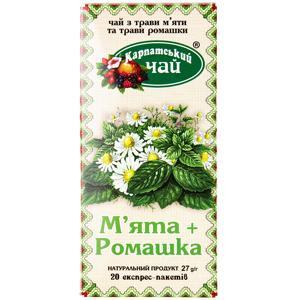 чай з трави м'яти
та трави ромашки
Карпатський
чай ®
М'ята +
Ромашка
НАТУРАЛЬНИЙ ПРОДУКТ 27 g/г
20 експрес-пакетів